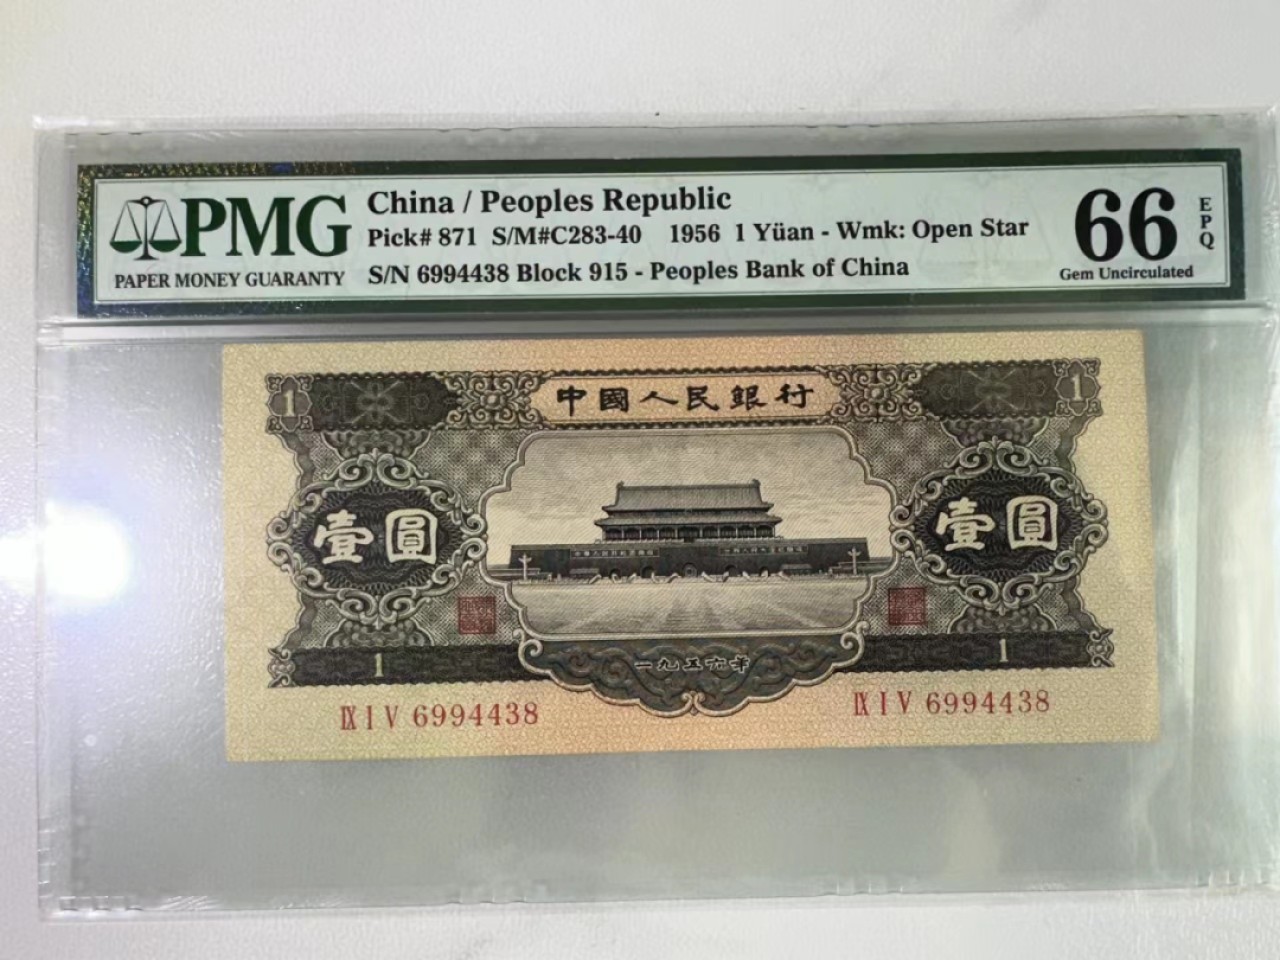 PMG
PAPER MONEY GUARANTY
China / Peoples Republic
Pick# 871 S/M#C283-40 1956 1 Yüan - Wmk: Open Star
S/N 6994438 Block 915 - Peoples Bank of China
66
EPQ
Gem Uncirculated
1
中國人民銀行
1
壹圓
壹圓
1
一九五六年
1
IX I V 6994438
IX I V 6994438